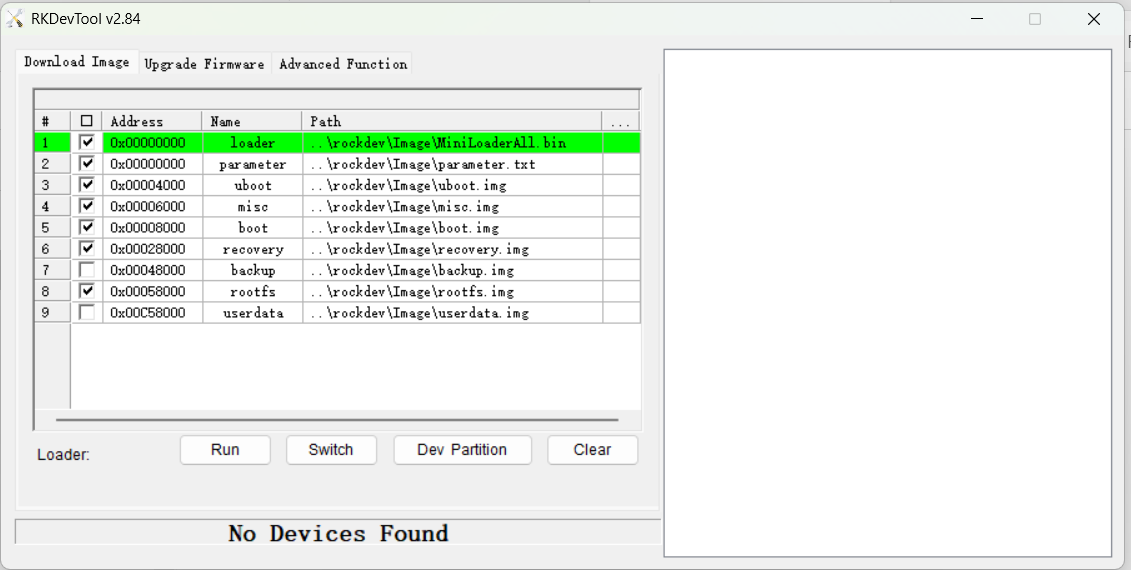 RKDevTool v2.84
Download Image Upgrade Firmware Advanced Function
# Address Name Path ...
1 0x00000000 loader ..\rockdev\Image\MiniLoaderAll.bin
2 0x00000000 parameter ..\rockdev\Image\parameter.txt
3 0x00004000 uboot ..\rockdev\Image\uboot.img
4 0x00006000 misc ..\rockdev\Image\misc.img
5 0x00008000 boot ..\rockdev\Image\boot.img
6 0x00028000 recovery ..\rockdev\Image\recovery.img
7 0x00048000 backup ..\rockdev\Image\backup.img
8 0x00058000 rootfs ..\rockdev\Image\rootfs.img
9 0x00C58000 userdata ..\rockdev\Image\userdata.img
Loader: Run Switch Dev Partition Clear
No Devices Found